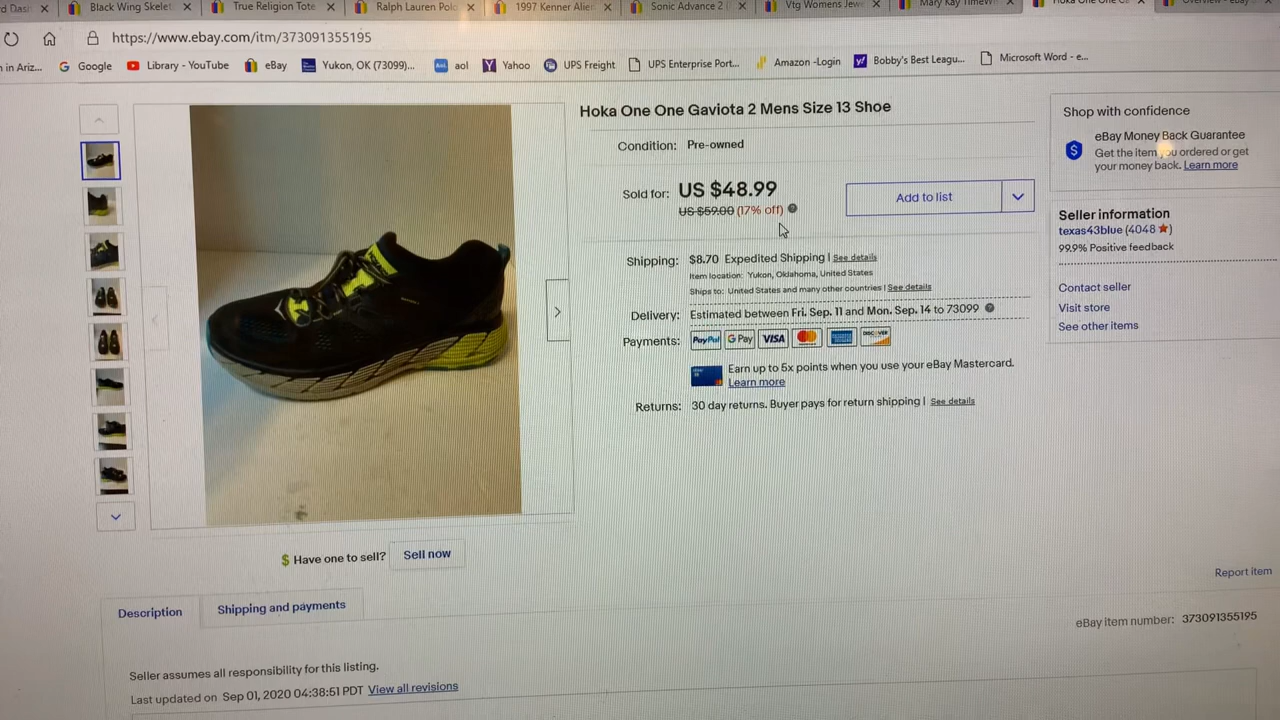 Black Wing Skelet
True Religion Tote
Ralph Lauren Polo
1997 Kenner Alien
Sonic Advance 2
Vtg Womens Jew
Mary Kay TimeW
https://www.ebay.com/itm/373091355195
n in Ariz... Google Library - YouTube eBay Yukon, OK (73099)... aol Yahoo UPS Freight UPS Enterprise Port... Amazon -Login Bobby's Best Leagu... Microsoft Word - e...
Hoka One One Gaviota 2 Mens Size 13 Shoe
Condition: Pre-owned
Sold for: US $48.99
US $59.00 (17% off)
Add to list
Shipping: $8.70 Expedited Shipping | See details
Item location: Yukon, Oklahoma, United States
Ships to: United States and many other countries | See details
Delivery: Estimated between Fri. Sep. 11 and Mon. Sep. 14 to 73099
Payments: PayPal G Pay VISA DISCOVER
Earn up to 5x points when you use your eBay Mastercard.
Learn more
Returns: 30 day returns. Buyer pays for return shipping | See details
Shop with confidence
eBay Money Back Guarantee
Get the item you ordered or get
your money back. Learn more
Seller information
texas43blue (4048 )
99.9% Positive feedback
Contact seller
Visit store
See other items
$ Have one to sell? Sell now
Report item
Description
Shipping and payments
eBay item number: 373091355195
Seller assumes all responsibility for this listing.
Last updated on Sep 01, 2020 04:38:51 PDT View all revisions